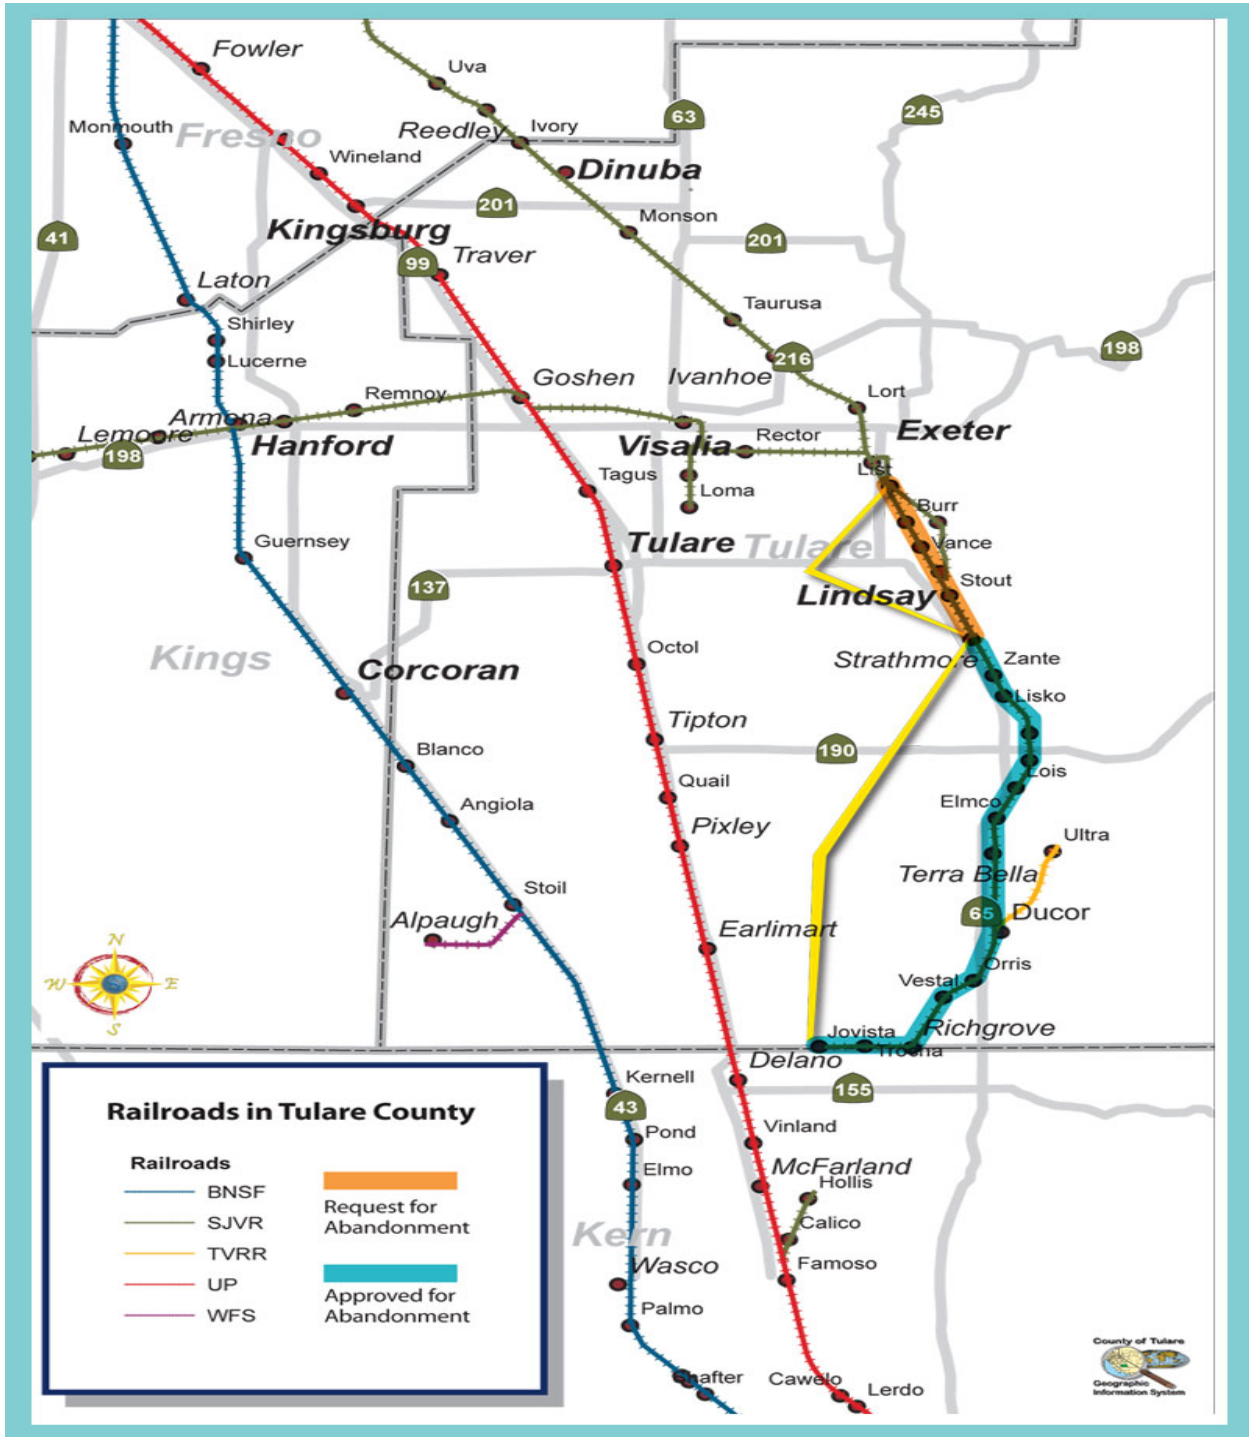 Fowler
Uva
Monmouth
Fresno
Reedley
Ivory
63
245
Wineland
Dinuba
201
Monson
41
Kingsburg
201
99
Traver
Laton
Taurusa
Shirley
Lucerne
216
198
Goshen
Ivanhoe
Remnoy
Lort
Armona
Lemoore
198
Hanford
Visalia
Rector
Exeter
List
Tagus
Loma
Burr
Guernsey
Tulare
Tulare
Vance
137
Stout
Lindsay
Kings
Octol
Strathmore
Zante
Corcoran
Lisko
Tipton
190
Blanco
Lois
Quail
Angiola
Elmco
Pixley
Ultra
Terra Bella
Stoil
Alpaugh
65
Ducor
Earlimart
N
W
E
S
Orris
Vestal
Jovista
Richgrove
Trocha
Delano
Kernell
155
43
Pond
Vinland
Elmo
McFarland
Hollis
Calico
Kern
Wasco
Famoso
Palmo
Shafter
Cawelo
Lerdo
Railroads in Tulare County
Railroads
BNSF
SJVR
TVRR
UP
WFS
Request for
Abandonment
Approved for
Abandonment
County of Tulare
Geographic
Information System